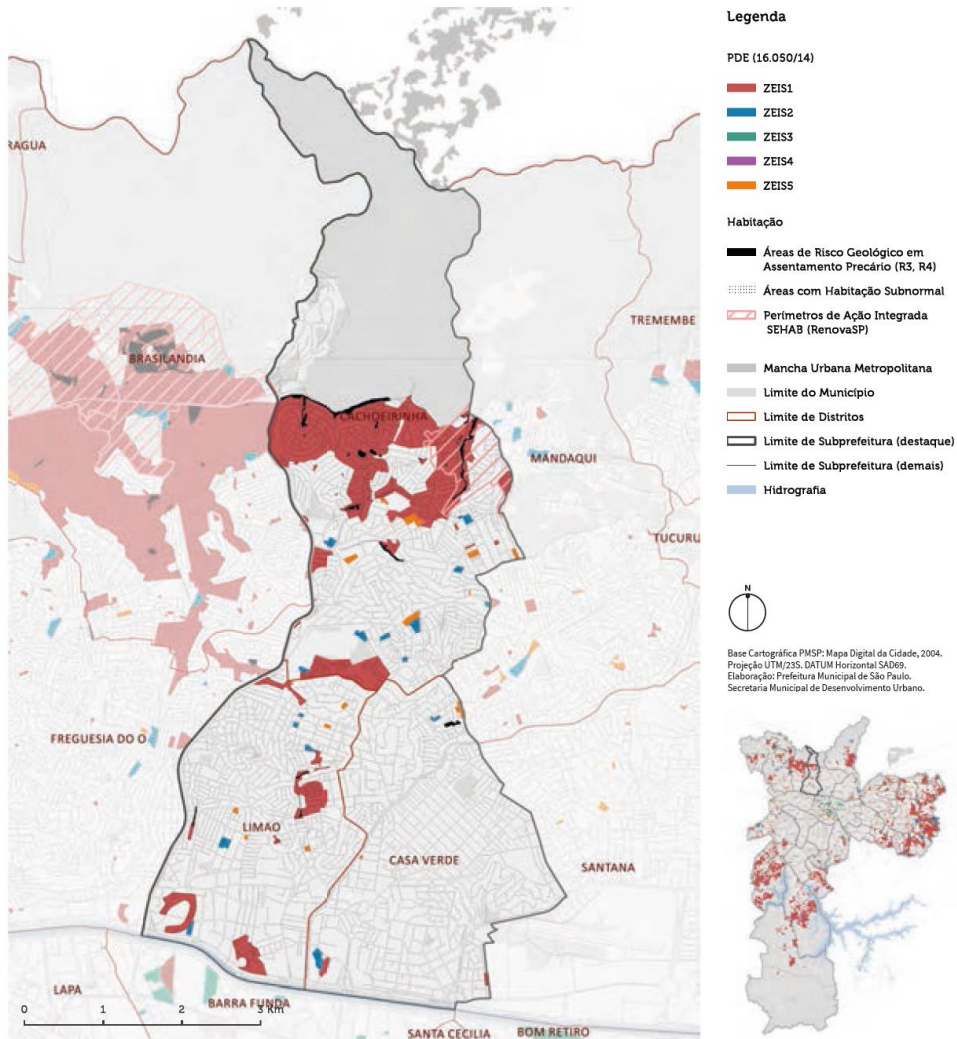 Legenda
PDE (16.050/14)
ZEIS1
ZEIS2
ZEIS3
ZEIS4
ZEIS5
Habitação
Áreas de Risco Geológico em
Assentamento Precário (R3, R4)
Áreas com Habitação Subnormal
Perímetros de Ação Integrada
SEHAB (RenovaSP)
Mancha Urbana Metropolitana
Limite do Município
Limite de Distritos
Limite de Subprefeitura (destaque)
Limite de Subprefeitura (demais)
Hidrografia
N
Base Cartográfica PMSP: Mapa Digital da Cidade, 2004.
Projeção UTM/23S. DATUM Horizontal SAD69.
Elaboração: Prefeitura Municipal de São Paulo.
Secretaria Municipal de Desenvolvimento Urbano.
RAGUA
TREMEMBE
BRASILANDIA
CACHOEIRINHA
MANDAQUI
TUCURU
FREGUESIA DO O
LIMAO
CASA VERDE
SANTANA
LAPA
BARRA FUNDA
SANTA CECILIA
BOM RETIRO
0 1 2 3 Km